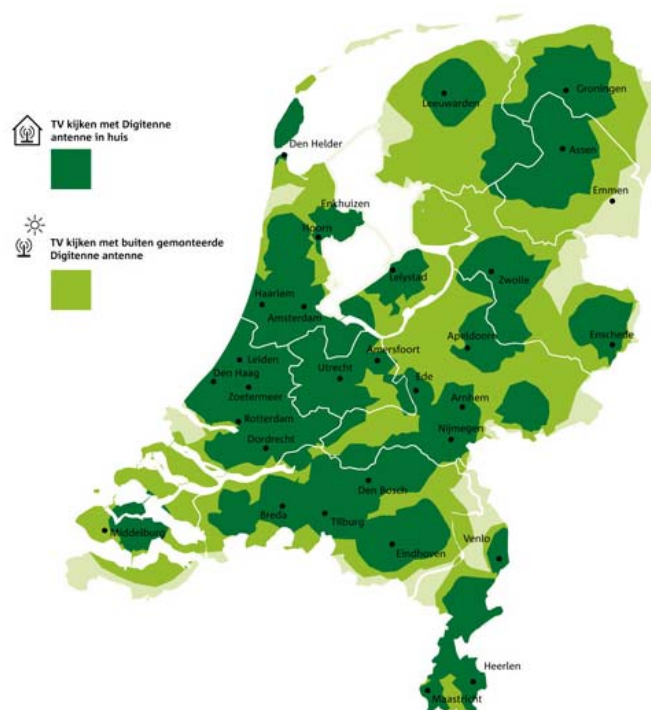 TV kijken met Digitenne
antenne in huis
TV kijken met buiten gemonteerde
Digitenne antenne
Groningen
Leeuwarden
Assen
Den Helder
Emmen
Enkhuizen
Hoorn
Lelystad
Zwolle
Haarlem
Amsterdam
Enschede
Apeldoorn
Amersfoort
Leiden
Den Haag
Utrecht
Ede
Zoetermeer
Arnhem
Rotterdam
Nijmegen
Dordrecht
Den Bosch
Breda
Tilburg
Middelburg
Venlo
Eindhoven
Heerlen
Maastricht